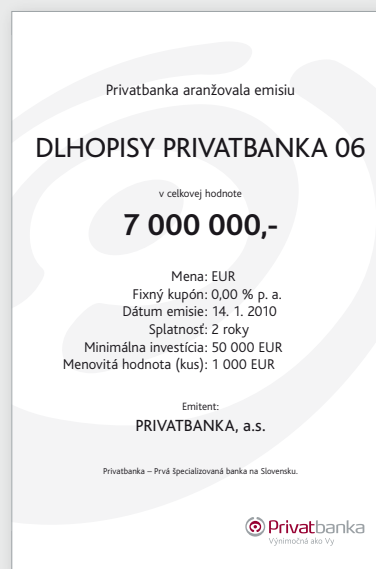 Privatbanka aranžovala emisiu
DLHOPISY PRIVATBANKA 06
v celkovej hodnote
7 000 000,-
Mena: EUR
Fixný kupón: 0,00 % p. a.
Dátum emisie: 14. 1. 2010
Splatnosť: 2 roky
Minimálna investícia: 50 000 EUR
Menovitá hodnota (kus): 1 000 EUR
Emitent:
PRIVATBANKA, a.s.
Privatbanka – Prvá špecializovaná banka na Slovensku.
Privatbanka
Výnimočná ako Vy